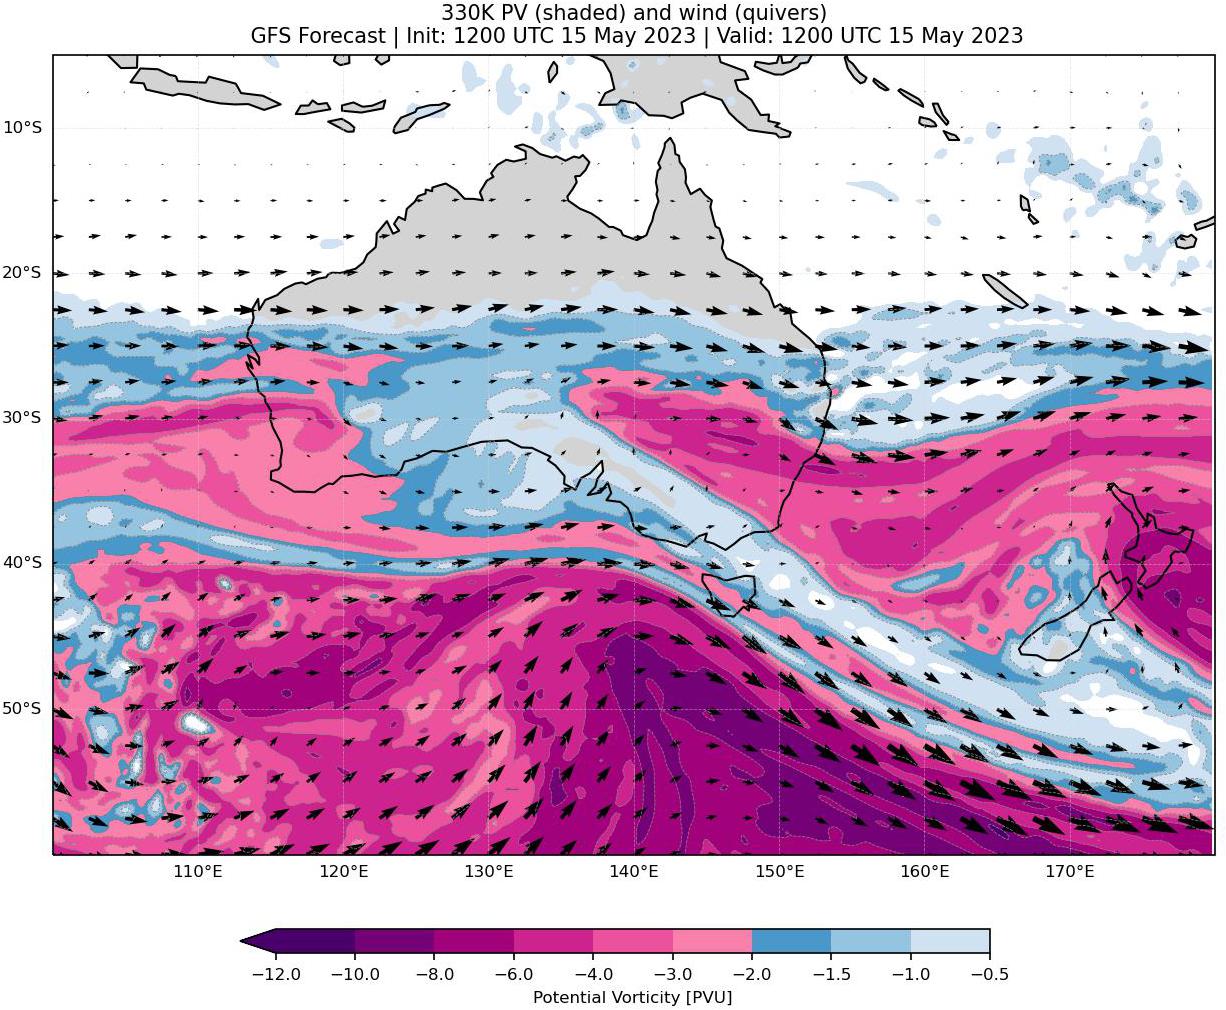 330K PV (shaded) and wind (quivers)
GFS Forecast | Init: 1200 UTC 15 May 2023 | Valid: 1200 UTC 15 May 2023
10°S
20°S
30°S
40°S
50°S
110°E 120°E 130°E 140°E 150°E 160°E 170°E
−12.0 −10.0 −8.0 −6.0 −4.0 −3.0 −2.0 −1.5 −1.0 −0.5
Potential Vorticity [PVU]